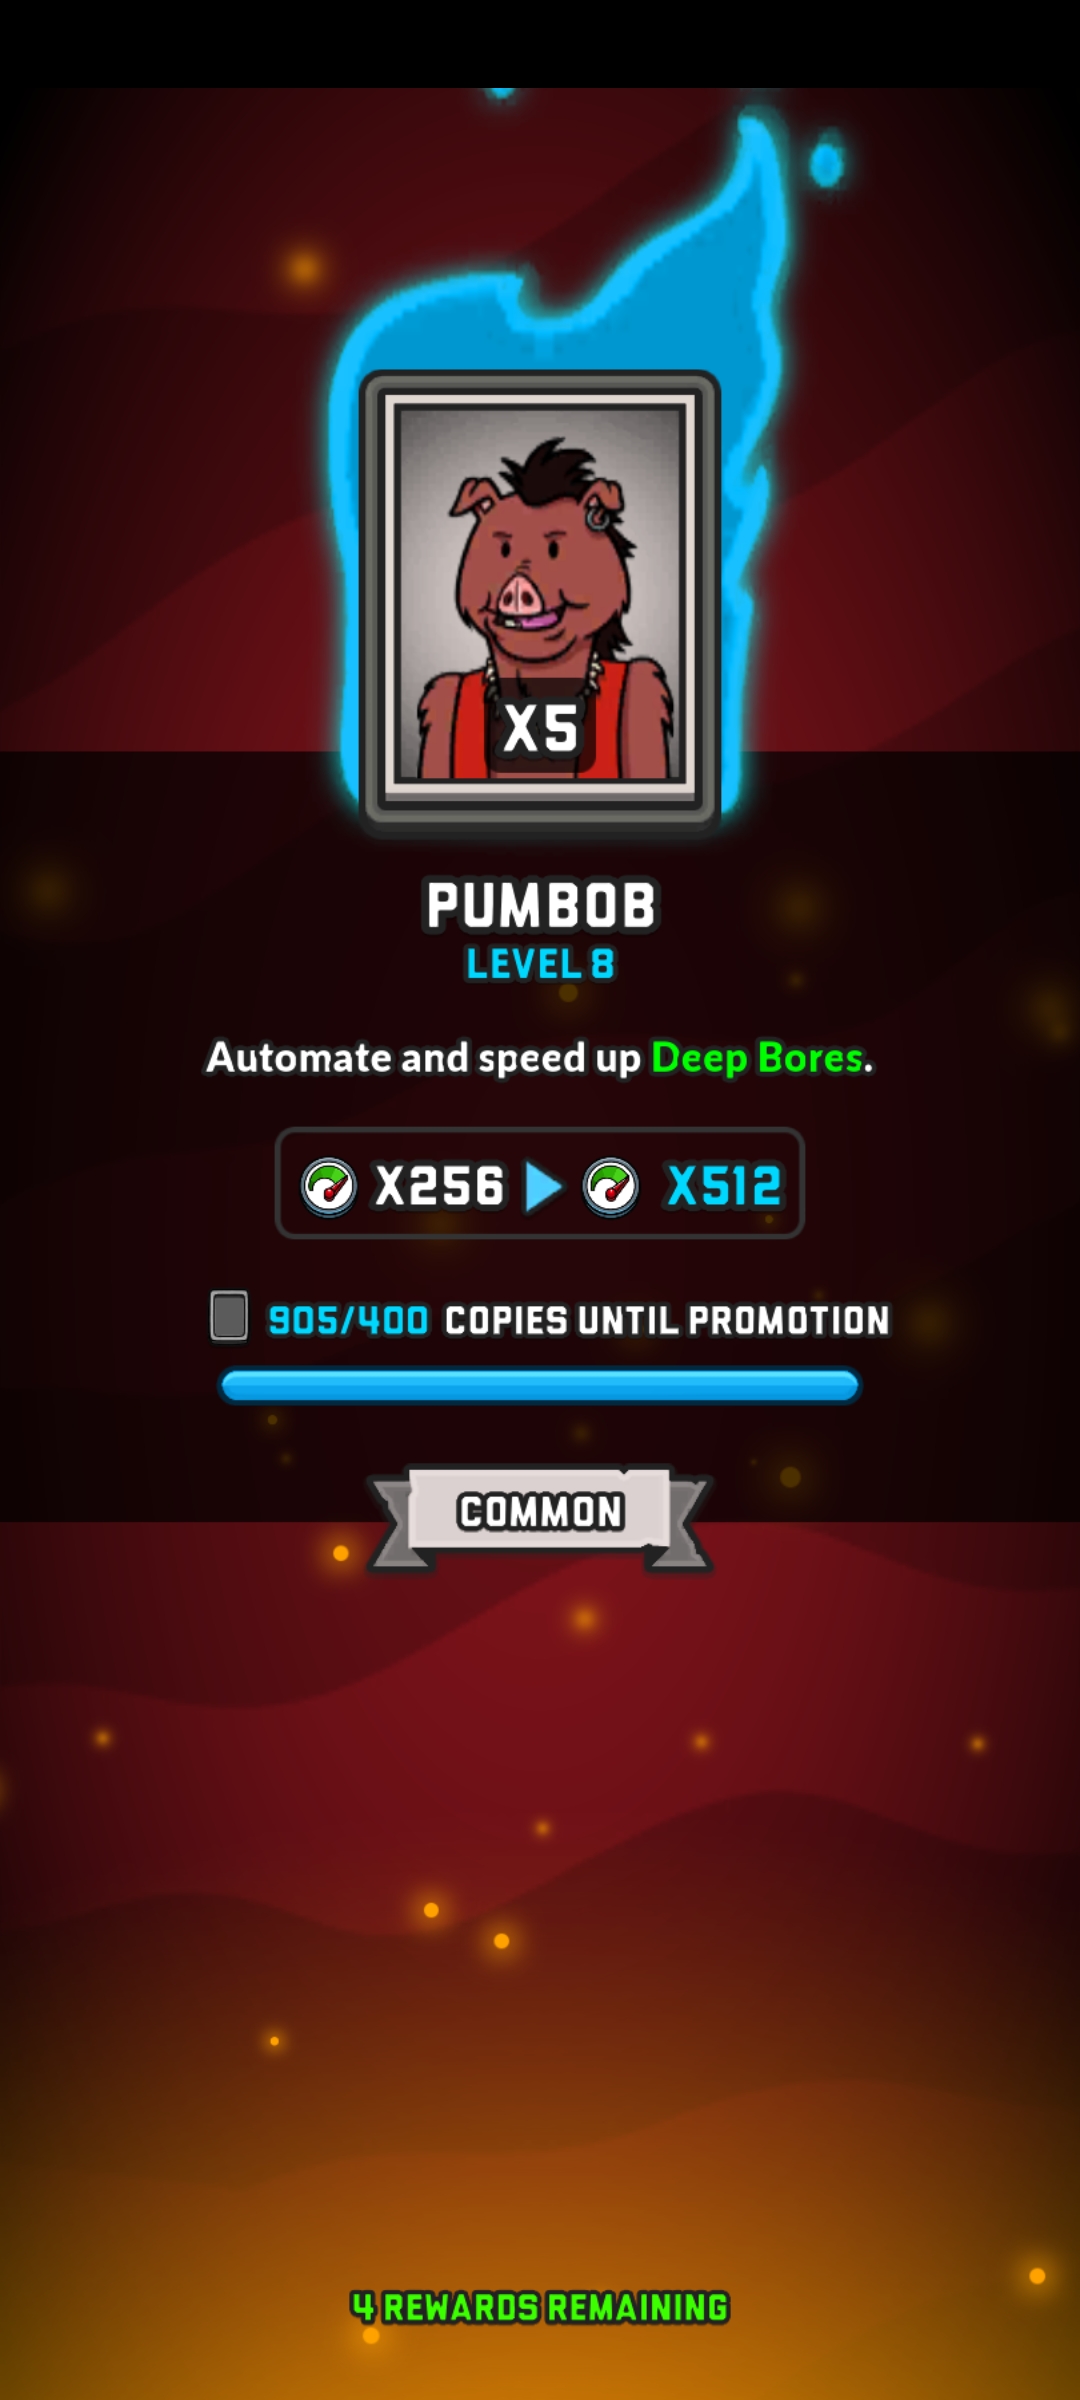 X5
PUMBOB
LEVEL 8
Automate and speed up Deep Bores.
X256 X512
905/400 COPIES UNTIL PROMOTION
COMMON
4 REWARDS REMAINING